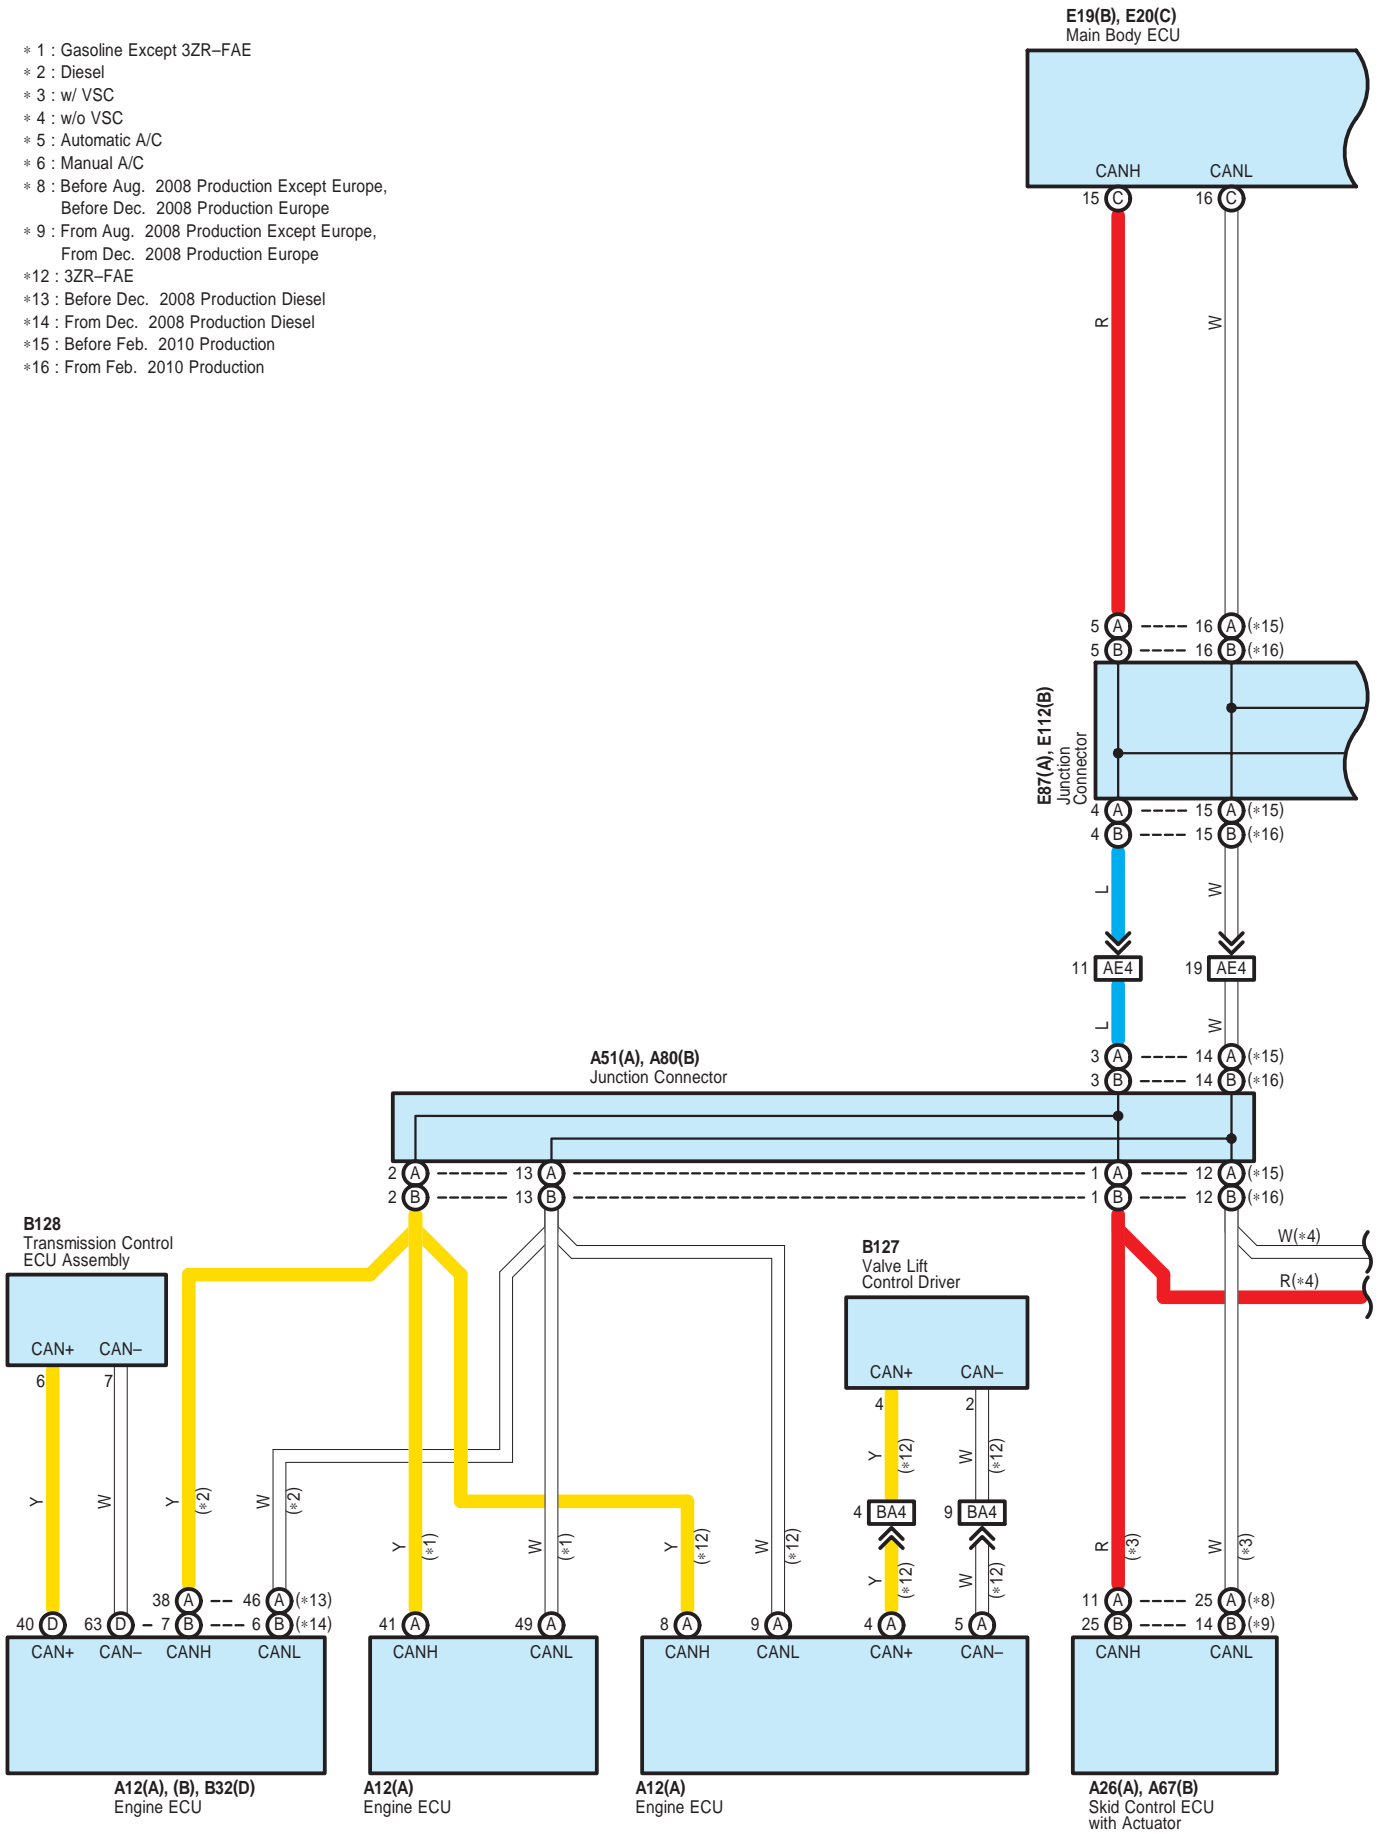 E19(B), E20(C)
Main Body ECU
∗ 1 : Gasoline Except 3ZR–FAE
∗ 2 : Diesel
∗ 3 : w/ VSC
∗ 4 : w/o VSC
∗ 5 : Automatic A/C
∗ 6 : Manual A/C
∗ 8 : Before Aug. 2008 Production Except Europe,
Before Dec. 2008 Production Europe
∗ 9 : From Aug. 2008 Production Except Europe,
From Dec. 2008 Production Europe
∗12 : 3ZR–FAE
∗13 : Before Dec. 2008 Production Diesel
∗14 : From Dec. 2008 Production Diesel
∗15 : Before Feb. 2010 Production
∗16 : From Feb. 2010 Production
CANH CANL
15 C 16 C
R W
5 A 16 A (∗15)
5 B 16 B (∗16)
E87(A), E112(B)
Junction
Connector
4 A 15 A (∗15)
4 B 15 B (∗16)
L W
11 AE4 19 AE4
L W
A51(A), A80(B)
Junction Connector
3 A 14 A (∗15)
3 B 14 B (∗16)
2 A 13 A 1 A 12 A (∗15)
2 B 13 B 1 B 12 B (∗16)
W(∗4)
R(∗4)
B128
Transmission Control
ECU Assembly
CAN+ CAN–
6 7
B127
Valve Lift
Control Driver
CAN+ CAN–
4 2
Y (∗12) W (∗12)
4 BA4 9 BA4
Y W Y (∗2) W (∗2)
Y (∗1) W (∗1) Y (∗12) W (∗12) Y (∗12) W (∗12) R (∗3) W (∗3)
38 A 46 A (∗13)
11 A 25 A (∗8)
40 D 63 D 7 B 6 B (∗14) 41 A 49 A 8 A 9 A 4 A 5 A 25 B 14 B (∗9)
CAN+ CAN– CANH CANL CANH CANL CANH CANL CAN+ CAN– CANH CANL
A12(A), (B), B32(D)
Engine ECU
A12(A)
Engine ECU
A12(A)
Engine ECU
A26(A), A67(B)
Skid Control ECU
with Actuator